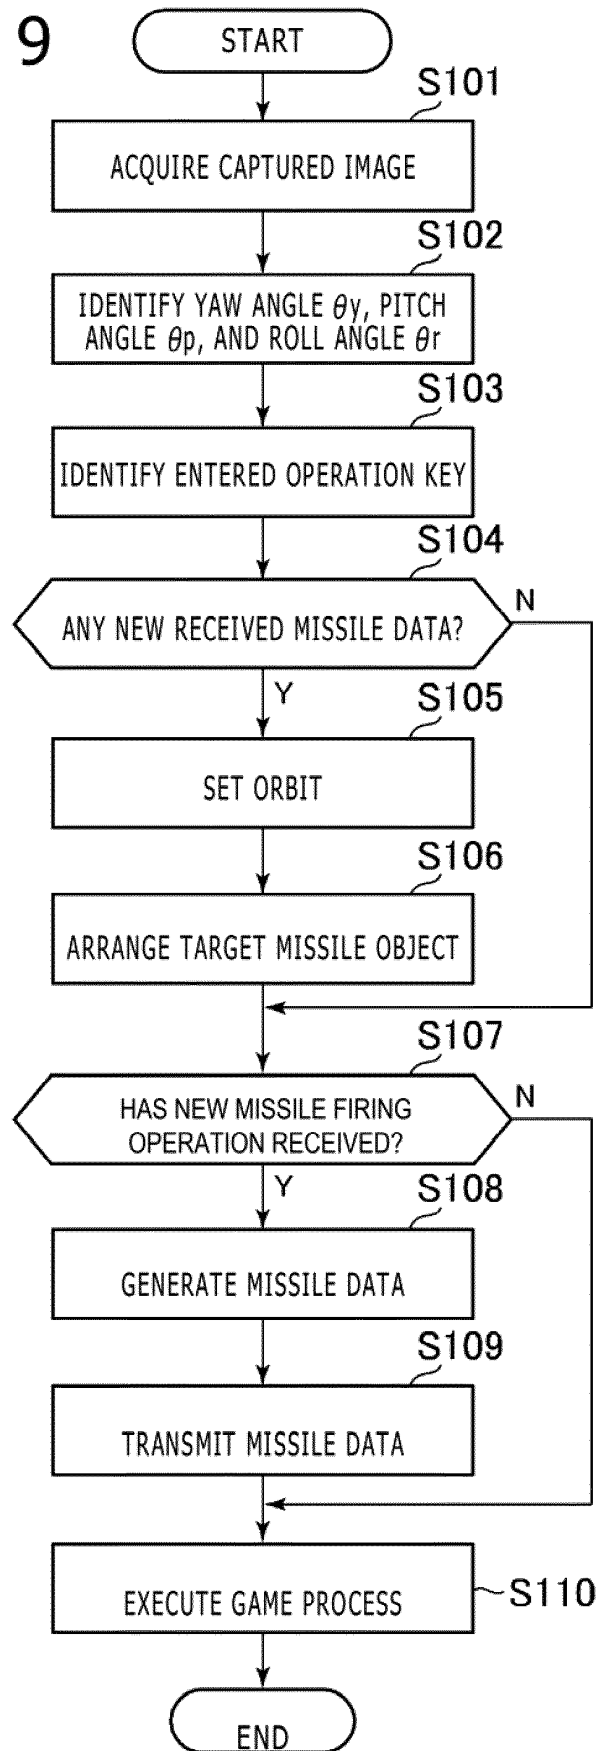 9
START
S101
ACQUIRE CAPTURED IMAGE
S102
IDENTIFY YAW ANGLE θy, PITCH
ANGLE θp, AND ROLL ANGLE θr
S103
IDENTIFY ENTERED OPERATION KEY
S104
ANY NEW RECEIVED MISSILE DATA?
N
Y
S105
SET ORBIT
S106
ARRANGE TARGET MISSILE OBJECT
S107
HAS NEW MISSILE FIRING
OPERATION RECEIVED?
N
Y
S108
GENERATE MISSILE DATA
S109
TRANSMIT MISSILE DATA
EXECUTE GAME PROCESS
S110
END